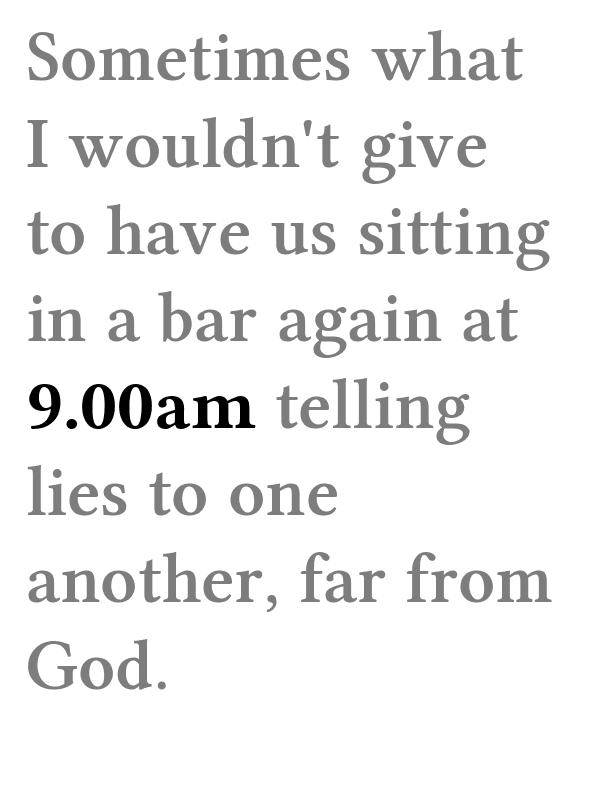 Sometimes what
I wouldn't give
to have us sitting
in a bar again at
9.00am telling
lies to one
another, far from
God.